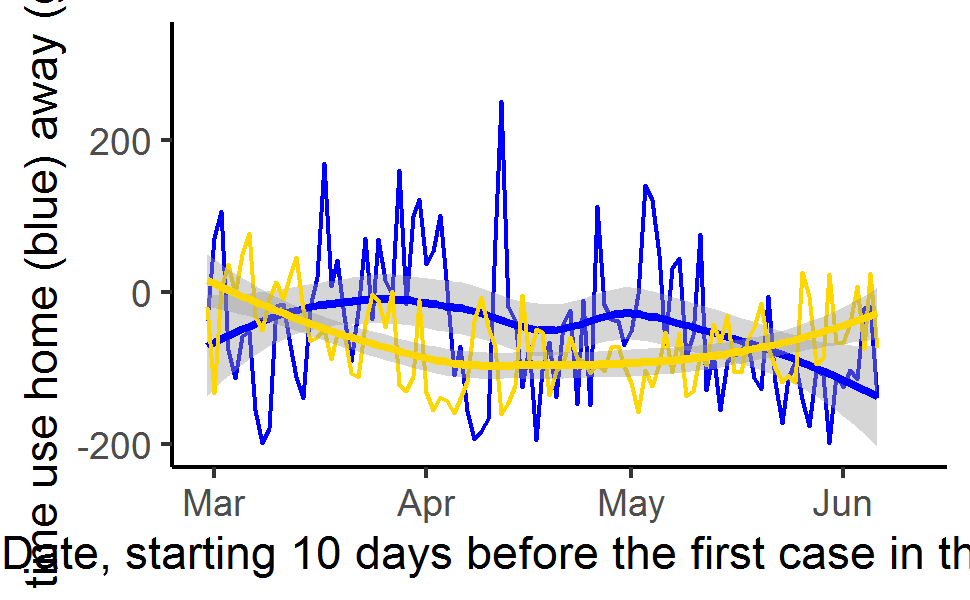 time use home (blue) away (
200
0
-200
Mar Apr May Jun
Date, starting 10 days before the first case in th